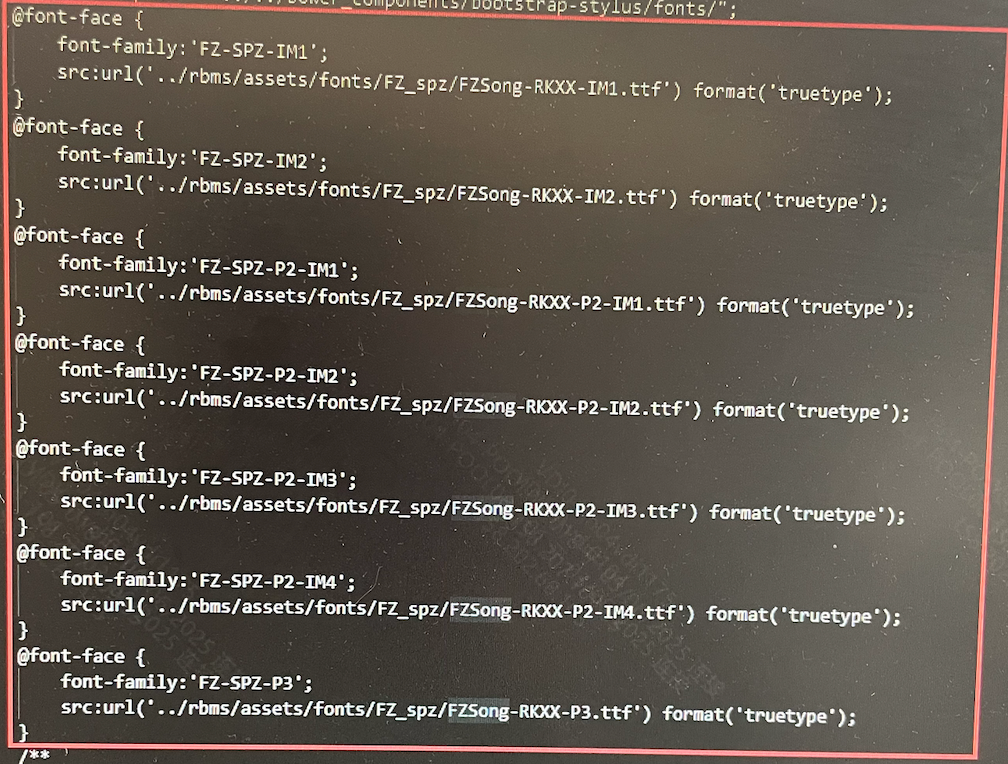 /bower_components/bootstrap-stylus/fonts/";
@font-face {
font-family:'FZ-SPZ-IM1';
src:url('../rbms/assets/fonts/FZ_spz/FZSong-RKXX-IM1.ttf') format('truetype');
}
@font-face {
font-family:'FZ-SPZ-IM2';
src:url('../rbms/assets/fonts/FZ_spz/FZSong-RKXX-IM2.ttf') format('truetype');
}
@font-face {
font-family:'FZ-SPZ-P2-IM1';
src:url('../rbms/assets/fonts/FZ_spz/FZSong-RKXX-P2-IM1.ttf') format('truetype');
}
@font-face {
font-family:'FZ-SPZ-P2-IM2';
src:url('../rbms/assets/fonts/FZ_spz/FZSong-RKXX-P2-IM2.ttf') format('truetype');
}
@font-face {
font-family:'FZ-SPZ-P2-IM3';
src:url('../rbms/assets/fonts/FZ_spz/FZSong-RKXX-P2-IM3.ttf') format('truetype');
}
@font-face {
font-family:'FZ-SPZ-P2-IM4';
src:url('../rbms/assets/fonts/FZ_spz/FZSong-RKXX-P2-IM4.ttf') format('truetype');
}
@font-face {
font-family:'FZ-SPZ-P3';
src:url('../rbms/assets/fonts/FZ_spz/FZSong-RKXX-P3.ttf') format('truetype');
}
/**